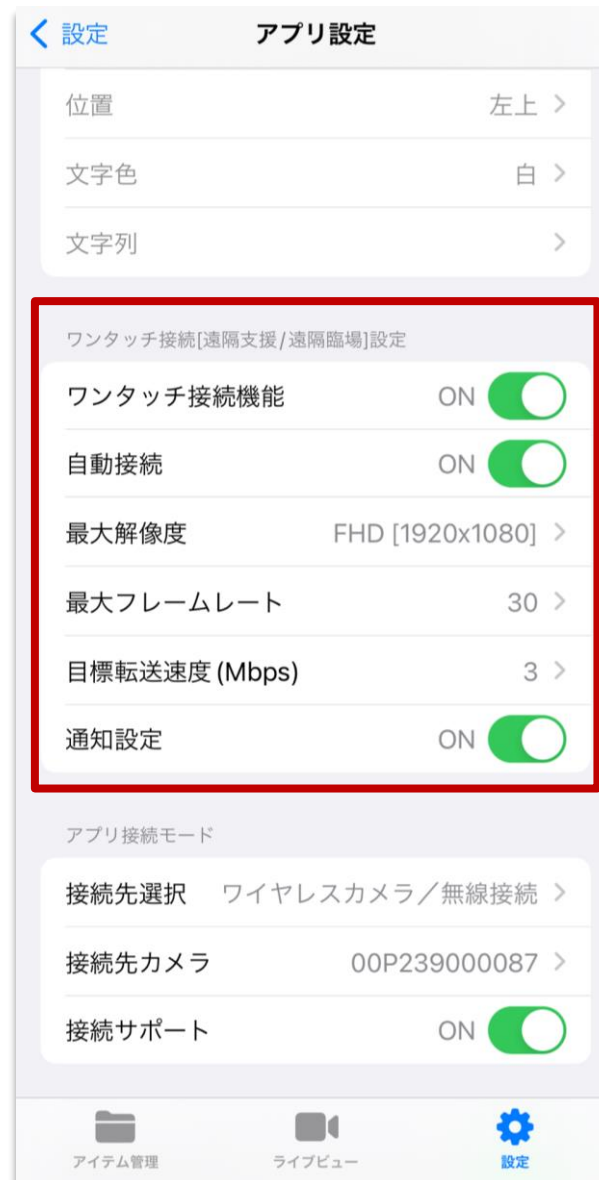 設定 アプリ設定
位置 左上
文字色 白
文字列
ワンタッチ接続[遠隔支援/遠隔臨場]設定
ワンタッチ接続機能 ON
自動接続 ON
最大解像度 FHD [1920x1080]
最大フレームレート 30
目標転送速度(Mbps) 3
通知設定 ON
アプリ接続モード
接続先選択 ワイヤレスカメラ／無線接続
接続先カメラ 00P239000087
接続サポート ON
アイテム管理 ライブビュー 設定